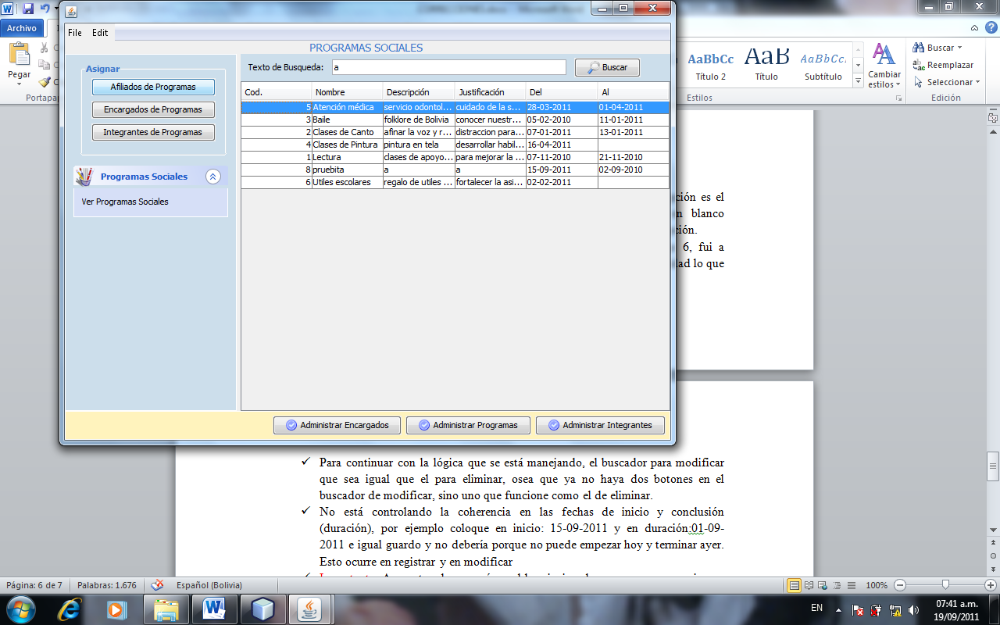 Archivo
File Edit
PROGRAMAS SOCIALES
Asignar
Afiliados de Programas
Encargados de Programas
Integrantes de Programas
Programas Sociales
Ver Programas Sociales
Texto de Busqueda: a Buscar
Cod. Nombre Descripción Justificación Del Al
5 Atención médica servicio odontol... cuidado de la s... 28-03-2011 01-04-2011
3 Baile folklore de Bolivia conocer nuestr... 05-02-2010 11-01-2011
2 Clases de Canto afinar la voz y r... distraccion para... 07-01-2011 13-01-2011
4 Clases de Pintura pintura en tela desarrollar habil... 16-04-2011
1 Lectura clases de apoyo... para mejorar la ... 07-11-2010 21-11-2010
8 pruebita a a 15-09-2011 02-09-2010
6 Utiles escolares regalo de utiles ... fortalecer la asi... 02-02-2011
Administrar Encargados Administrar Programas Administrar Integrantes
Pegar
Portapap
AaBbCc AaB AaBbCc.
Título 2 Título Subtítulo
Cambiar
estilos
Estilos
Buscar
Reemplazar
Seleccionar
Edición
ción es el
n blanco
ción.
6, fui a
ad lo que
Para continuar con la lógica que se está manejando, el buscador para modificar
que sea igual que el para eliminar, osea que ya no haya dos botones en el
buscador de modificar, sino uno que funcione como el de eliminar.
No está controlando la coherencia en las fechas de inicio y conclusión
(duración), por ejemplo coloque en inicio: 15-09-2011 y en duración:01-09-
2011 e igual guardo y no debería porque no puede empezar hoy y terminar ayer.
Esto ocurre en registrar y en modificar
Página: 6 de 7 Palabras: 1.676 Español (Bolivia) 100%
EN 07:41 a.m.
19/09/2011